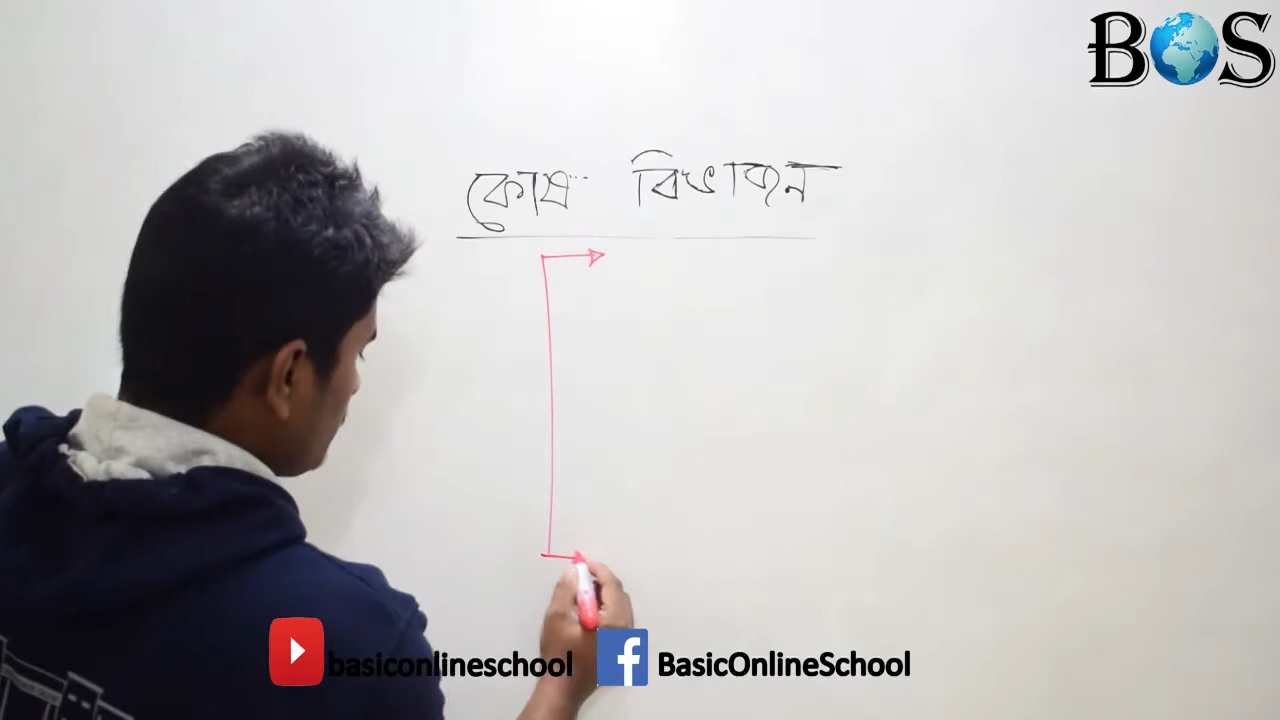 BOS
কোষ বিভাজন
basiconlineschool
BasicOnlineSchool